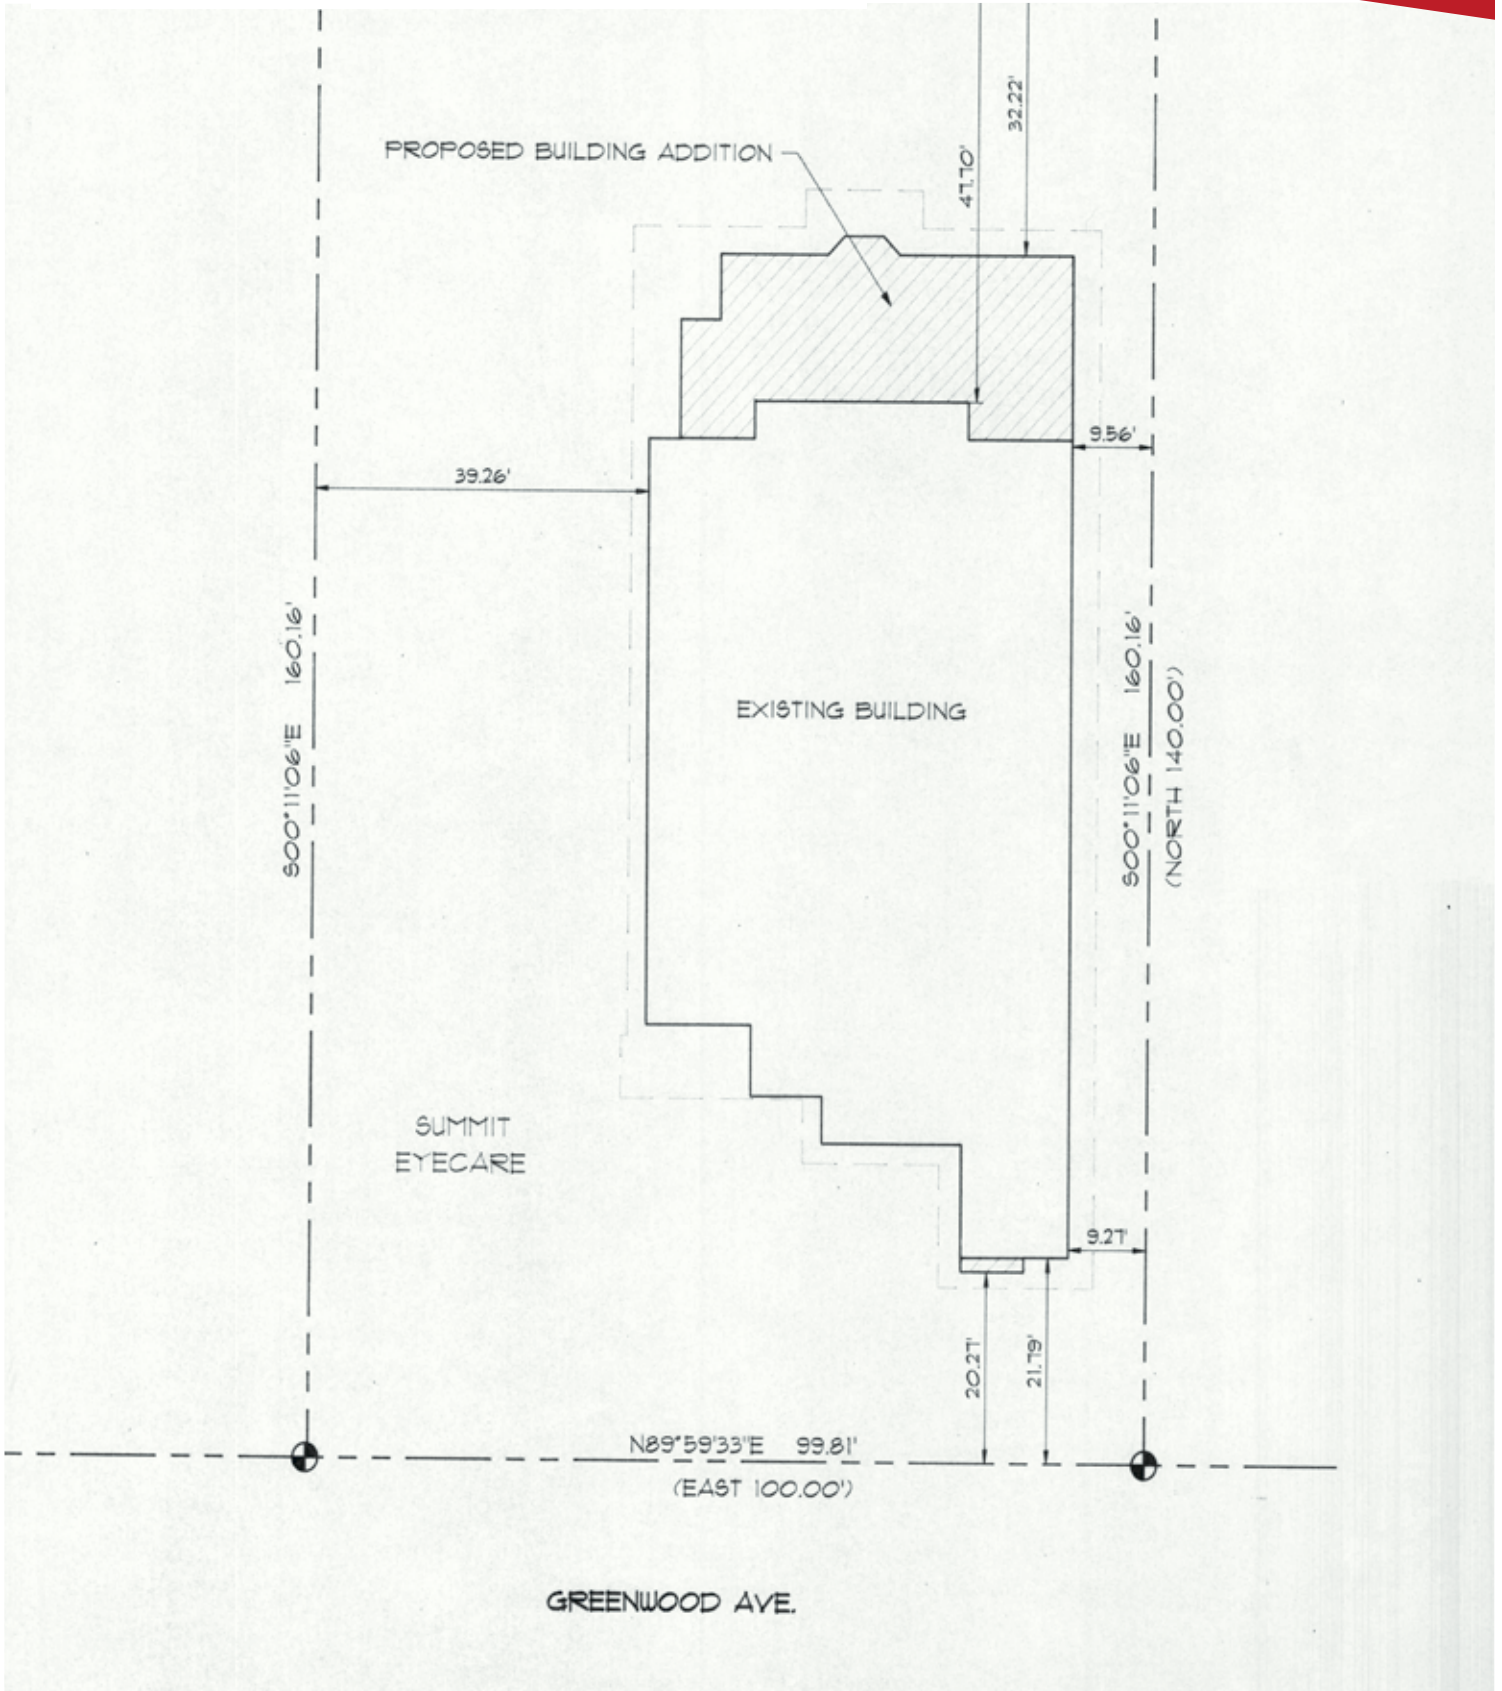 32.22'
PROPOSED BUILDING ADDITION
47.70'
9.56'
39.26'
S00°11'06"E 160.16'
S00°11'06"E 160.16'
(NORTH 140.00')
EXISTING BUILDING
SUMMIT
EYECARE
9.27'
20.27'
21.79'
N89°59'33"E 99.81'
(EAST 100.00')
GREENWOOD AVE.